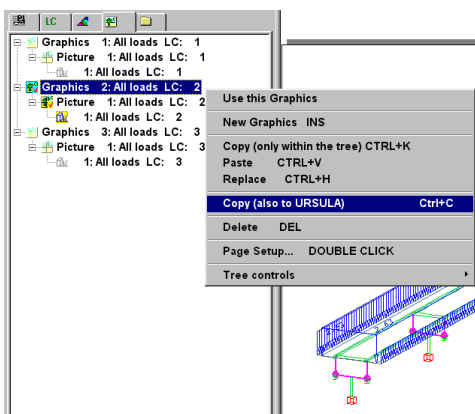 LC
Graphics 1: All loads LC: 1
Picture 1: All loads LC: 1
1: All loads LC: 1
Graphics 2: All loads LC: 2
Picture 1: All loads LC: 2
1: All loads LC: 2
Graphics 3: All loads LC: 3
Picture 1: All loads LC: 3
1: All loads LC: 3
Use this Graphics
New Graphics INS
Copy (only within the tree) CTRL+K
Paste CTRL+V
Replace CTRL+H
Copy (also to URSULA) Ctrl+C
Delete DEL
Page Setup... DOUBLE CLICK
Tree controls